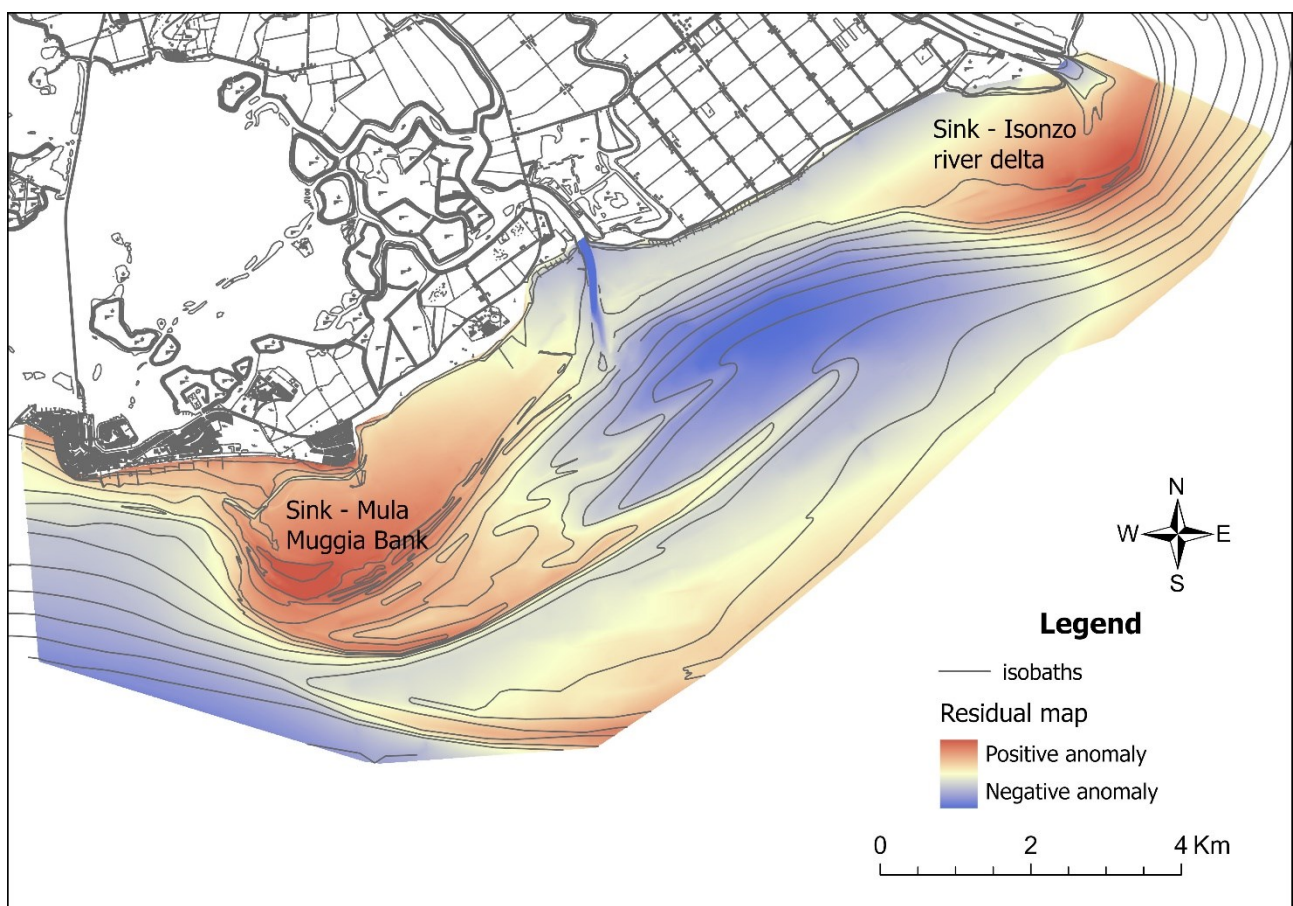 Sink - Isonzo
river delta
Sink - Mula
Muggia Bank
N
W E
S
Legend
isobaths
Residual map
Positive anomaly
Negative anomaly
0 2 4 Km